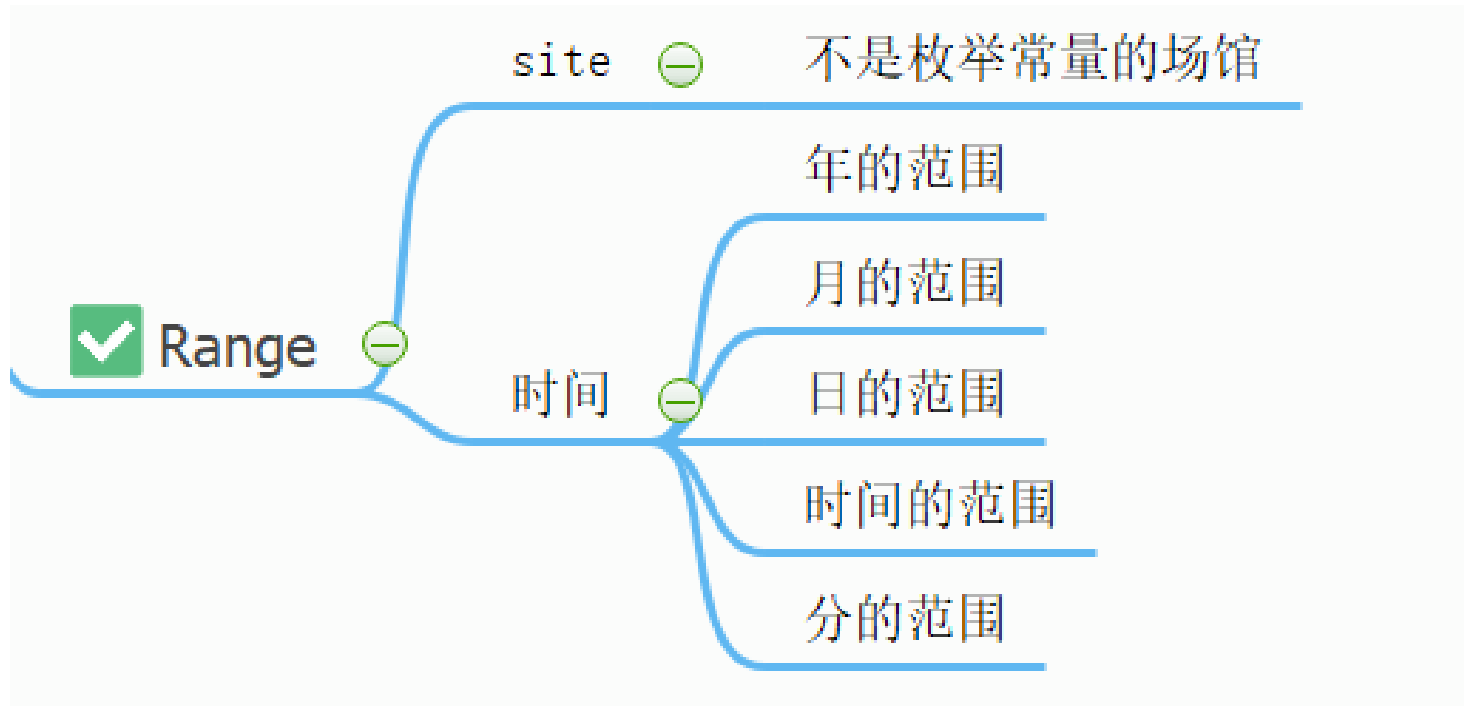 site
不是枚举常量的场馆
年的范围
月的范围
Range
时间
日的范围
时间的范围
分的范围